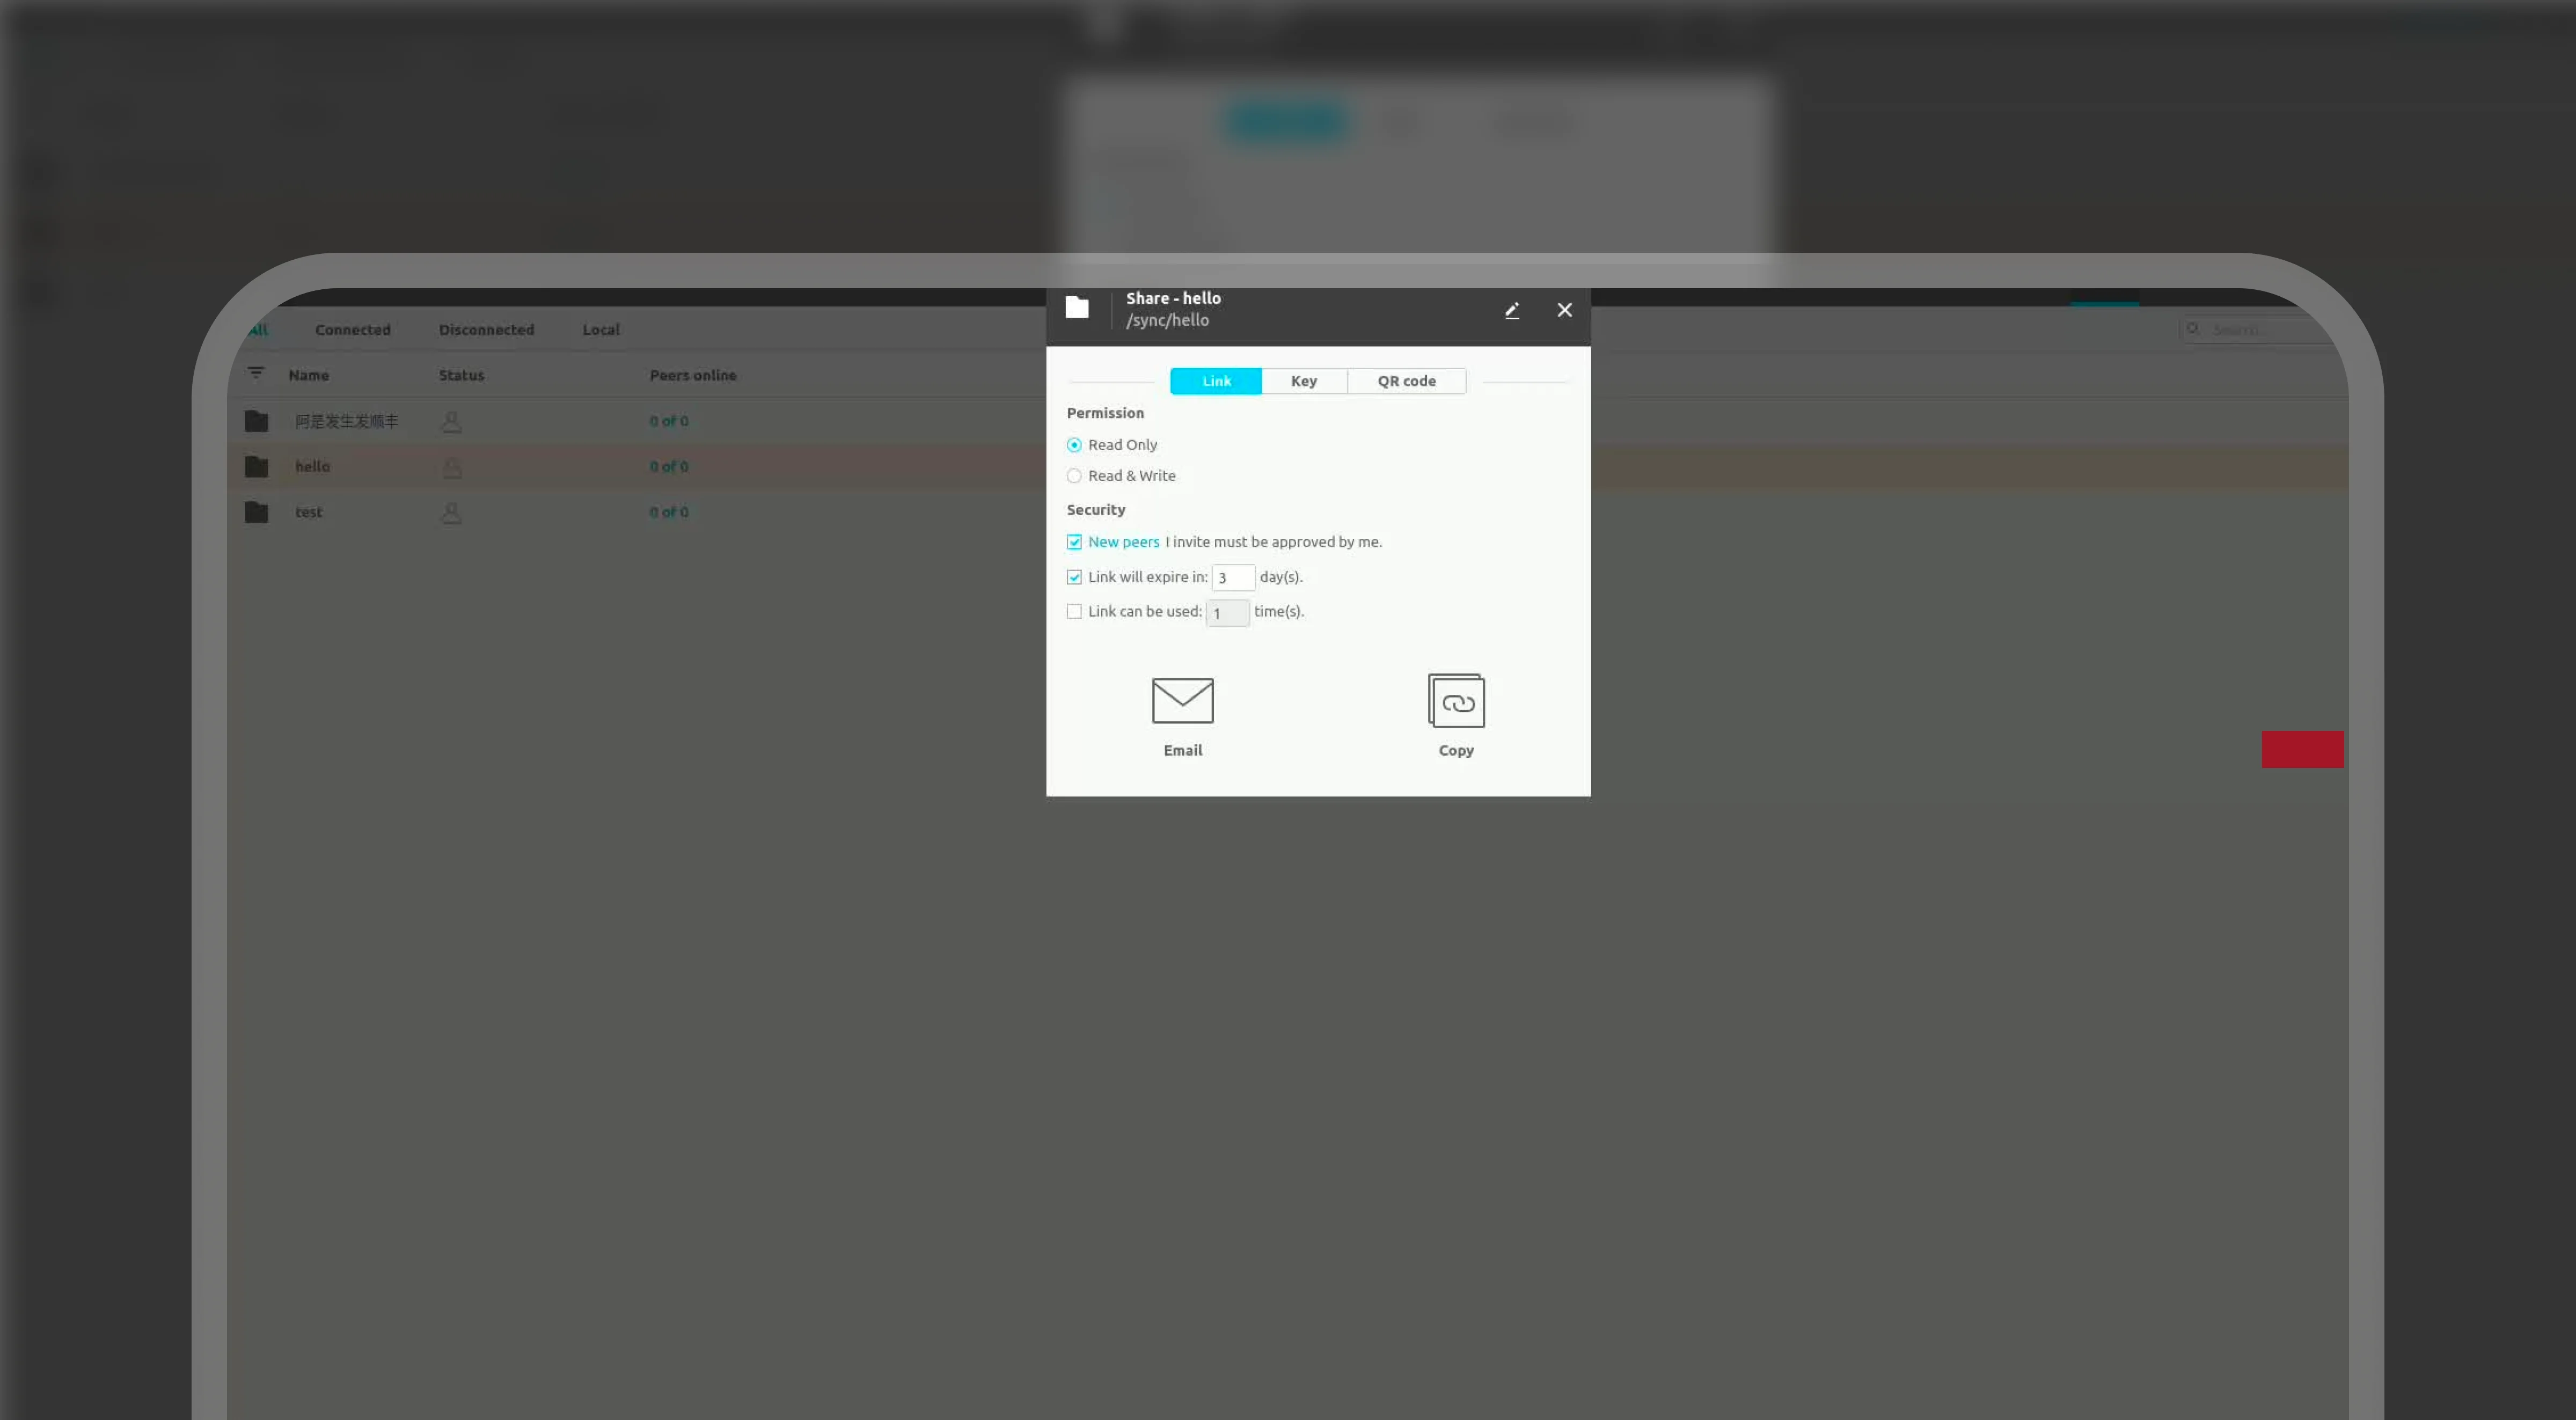 Share - hello
/sync/hello
All Connected Disconnected Local
Search...
Name Status Peers online
阿是发生发顺丰 0 of 0
hello 0 of 0
test 0 of 0
Link Key QR code
Permission
Read Only
Read & Write
Security
New peers I invite must be approved by me.
Link will expire in: 3 day(s).
Link can be used: 1 time(s).
Email Copy